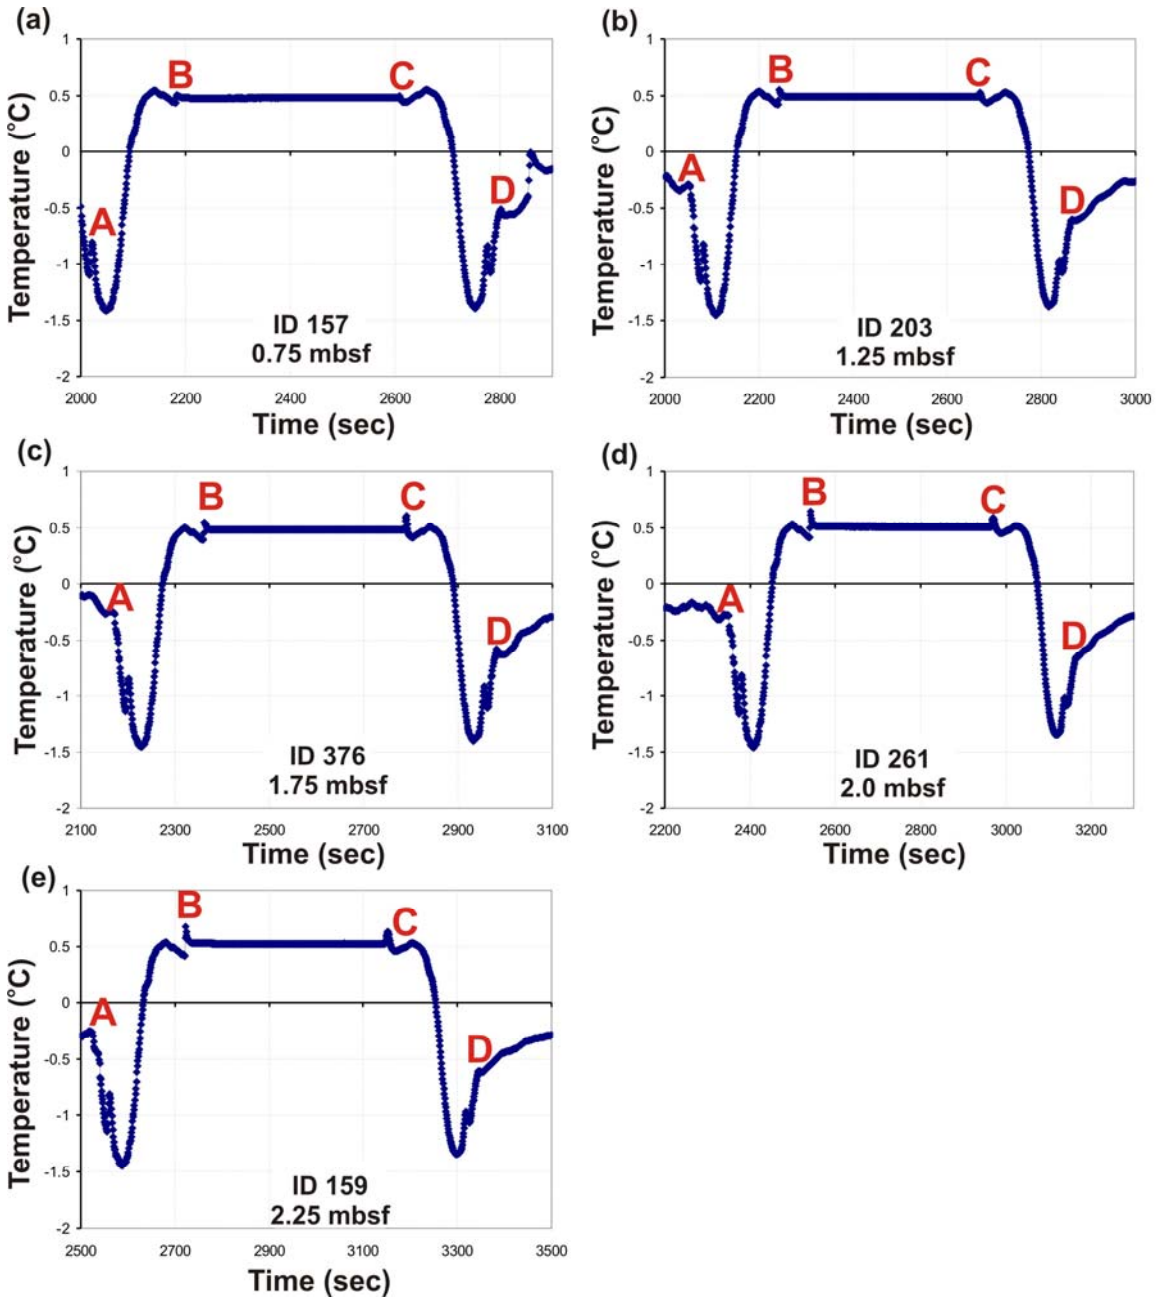 (a)
1
0.5
0
-0.5
-1
-1.5
-2
Temperature (°C)
A
B
C
D
ID 157
0.75 mbsf
2000 2200 2400 2600 2800
Time (sec)
(b)
1
0.5
0
-0.5
-1
-1.5
-2
Temperature (°C)
A
B
C
D
ID 203
1.25 mbsf
2000 2200 2400 2600 2800 3000
Time (sec)
(c)
1
0.5
0
-0.5
-1
-1.5
-2
Temperature (°C)
A
B
C
D
ID 376
1.75 mbsf
2100 2300 2500 2700 2900 3100
Time (sec)
(d)
1
0.5
0
-0.5
-1
-1.5
-2
Temperature (°C)
A
B
C
D
ID 261
2.0 mbsf
2200 2400 2600 2800 3000 3200
Time (sec)
(e)
1
0.5
0
-0.5
-1
-1.5
-2
Temperature (°C)
A
B
C
D
ID 159
2.25 mbsf
2500 2700 2900 3100 3300 3500
Time (sec)